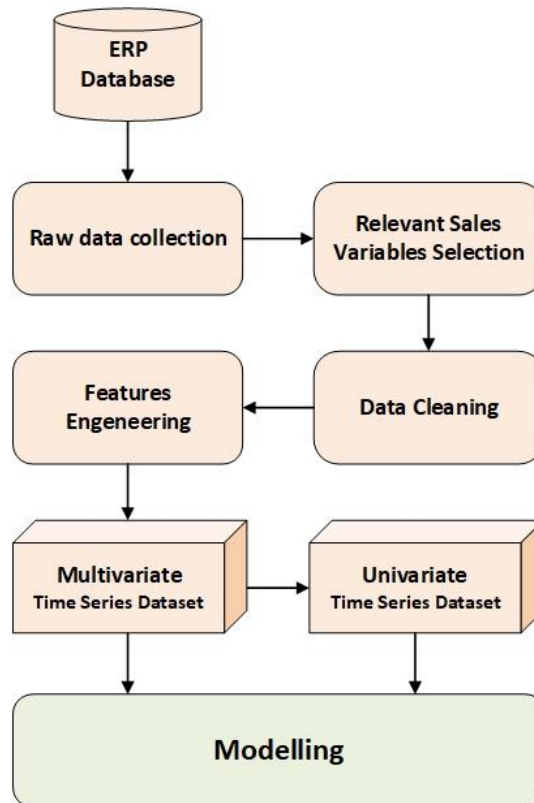 ERP
Database
Raw data collection
Relevant Sales
Variables Selection
Features
Engeneering
Data Cleaning
Multivariate
Time Series Dataset
Univariate
Time Series Dataset
Modelling